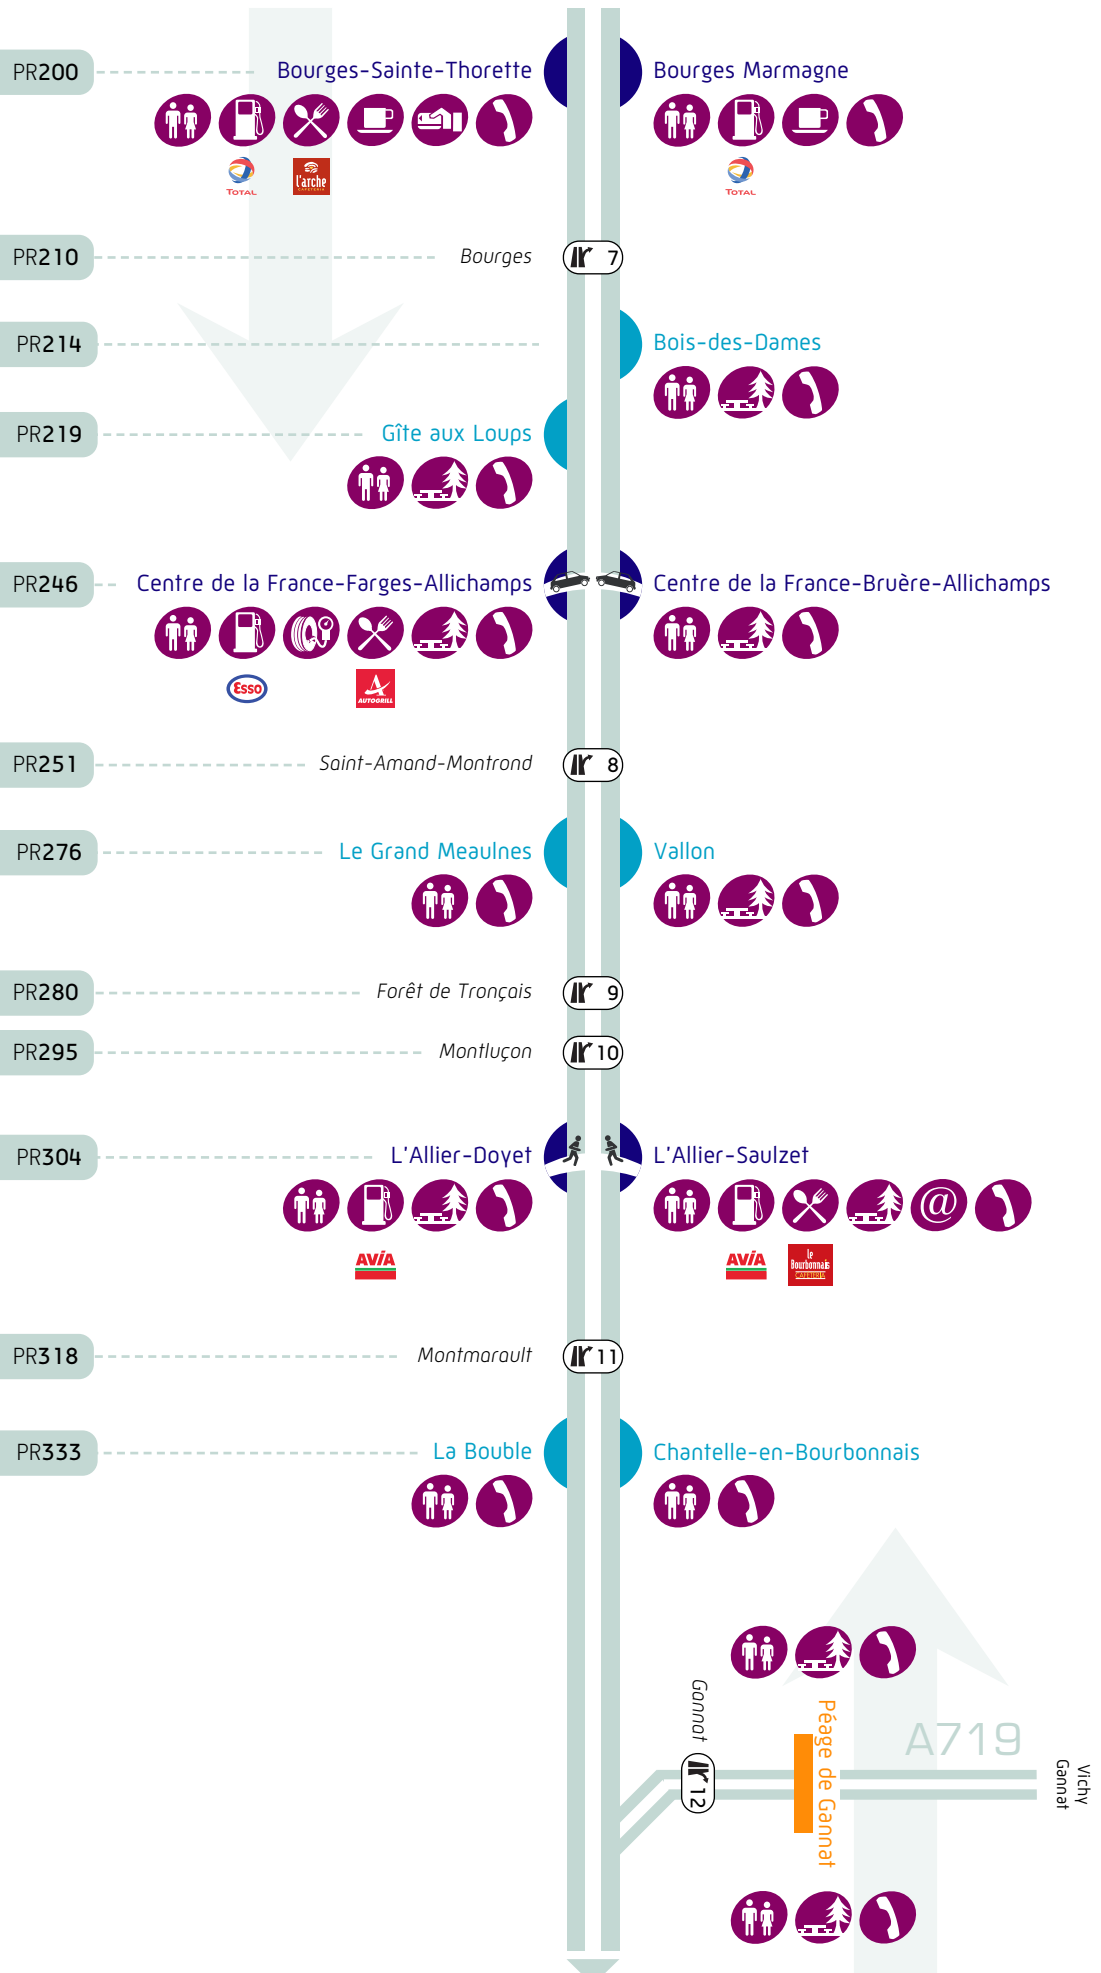 PR200
Bourges-Sainte-Thorette
Bourges Marmagne
TOTAL
l'arche
CAFETERIA
TOTAL
PR210
Bourges
7
PR214
Bois-des-Dames
PR219
Gîte aux Loups
PR246
Centre de la France-Farges-Allichamps
Centre de la France-Bruère-Allichamps
Esso
A
AUTOGRILL
PR251
Saint-Amand-Montrond
8
PR276
Le Grand Meaulnes
Vallon
PR280
Forêt de Tronçais
9
PR295
Montluçon
10
PR304
L'Allier-Doyet
L'Allier-Saulzet
@
AVIA
AVIA
le
Bourbonnais
CAFETERIA
PR318
Montmarault
11
PR333
La Bouble
Chantelle-en-Bourbonnais
Gannat
12
Péage de Gannat
A719
Vichy
Gannat